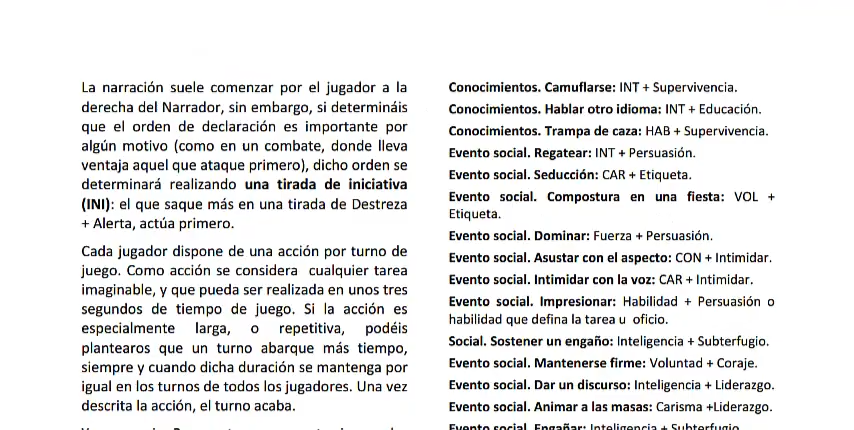 La narración suele comenzar por el jugador a la
derecha del Narrador, sin embargo, si determináis
que el orden de declaración es importante por
algún motivo (como en un combate, donde lleva
ventaja aquel que ataque primero), dicho orden se
determinará realizando una tirada de iniciativa
(INI): el que saque más en una tirada de Destreza
+ Alerta, actúa primero.
Cada jugador dispone de una acción por turno de
juego. Como acción se considera cualquier tarea
imaginable, y que pueda ser realizada en unos tres
segundos de tiempo de juego. Si la acción es
especialmente larga, o repetitiva, podéis
plantearos que un turno abarque más tiempo,
siempre y cuando dicha duración se mantenga por
igual en los turnos de todos los jugadores. Una vez
descrita la acción, el turno acaba.
Conocimientos. Camuflarse: INT + Supervivencia.
Conocimientos. Hablar otro idioma: INT + Educación.
Conocimientos. Trampa de caza: HAB + Supervivencia.
Evento social. Regatear: INT + Persuasión.
Evento social. Seducción: CAR + Etiqueta.
Evento social. Compostura en una fiesta: VOL +
Etiqueta.
Evento social. Dominar: Fuerza + Persuasión.
Evento social. Asustar con el aspecto: CON + Intimidar.
Evento social. Intimidar con la voz: CAR + Intimidar.
Evento social. Impresionar: Habilidad + Persuasión o
habilidad que defina la tarea u oficio.
Social. Sostener un engaño: Inteligencia + Subterfugio.
Evento social. Mantenerse firme: Voluntad + Coraje.
Evento social. Dar un discurso: Inteligencia + Liderazgo.
Evento social. Animar a las masas: Carisma +Liderazgo.
Evento social. Engañar: Inteligencia + Subterfugio